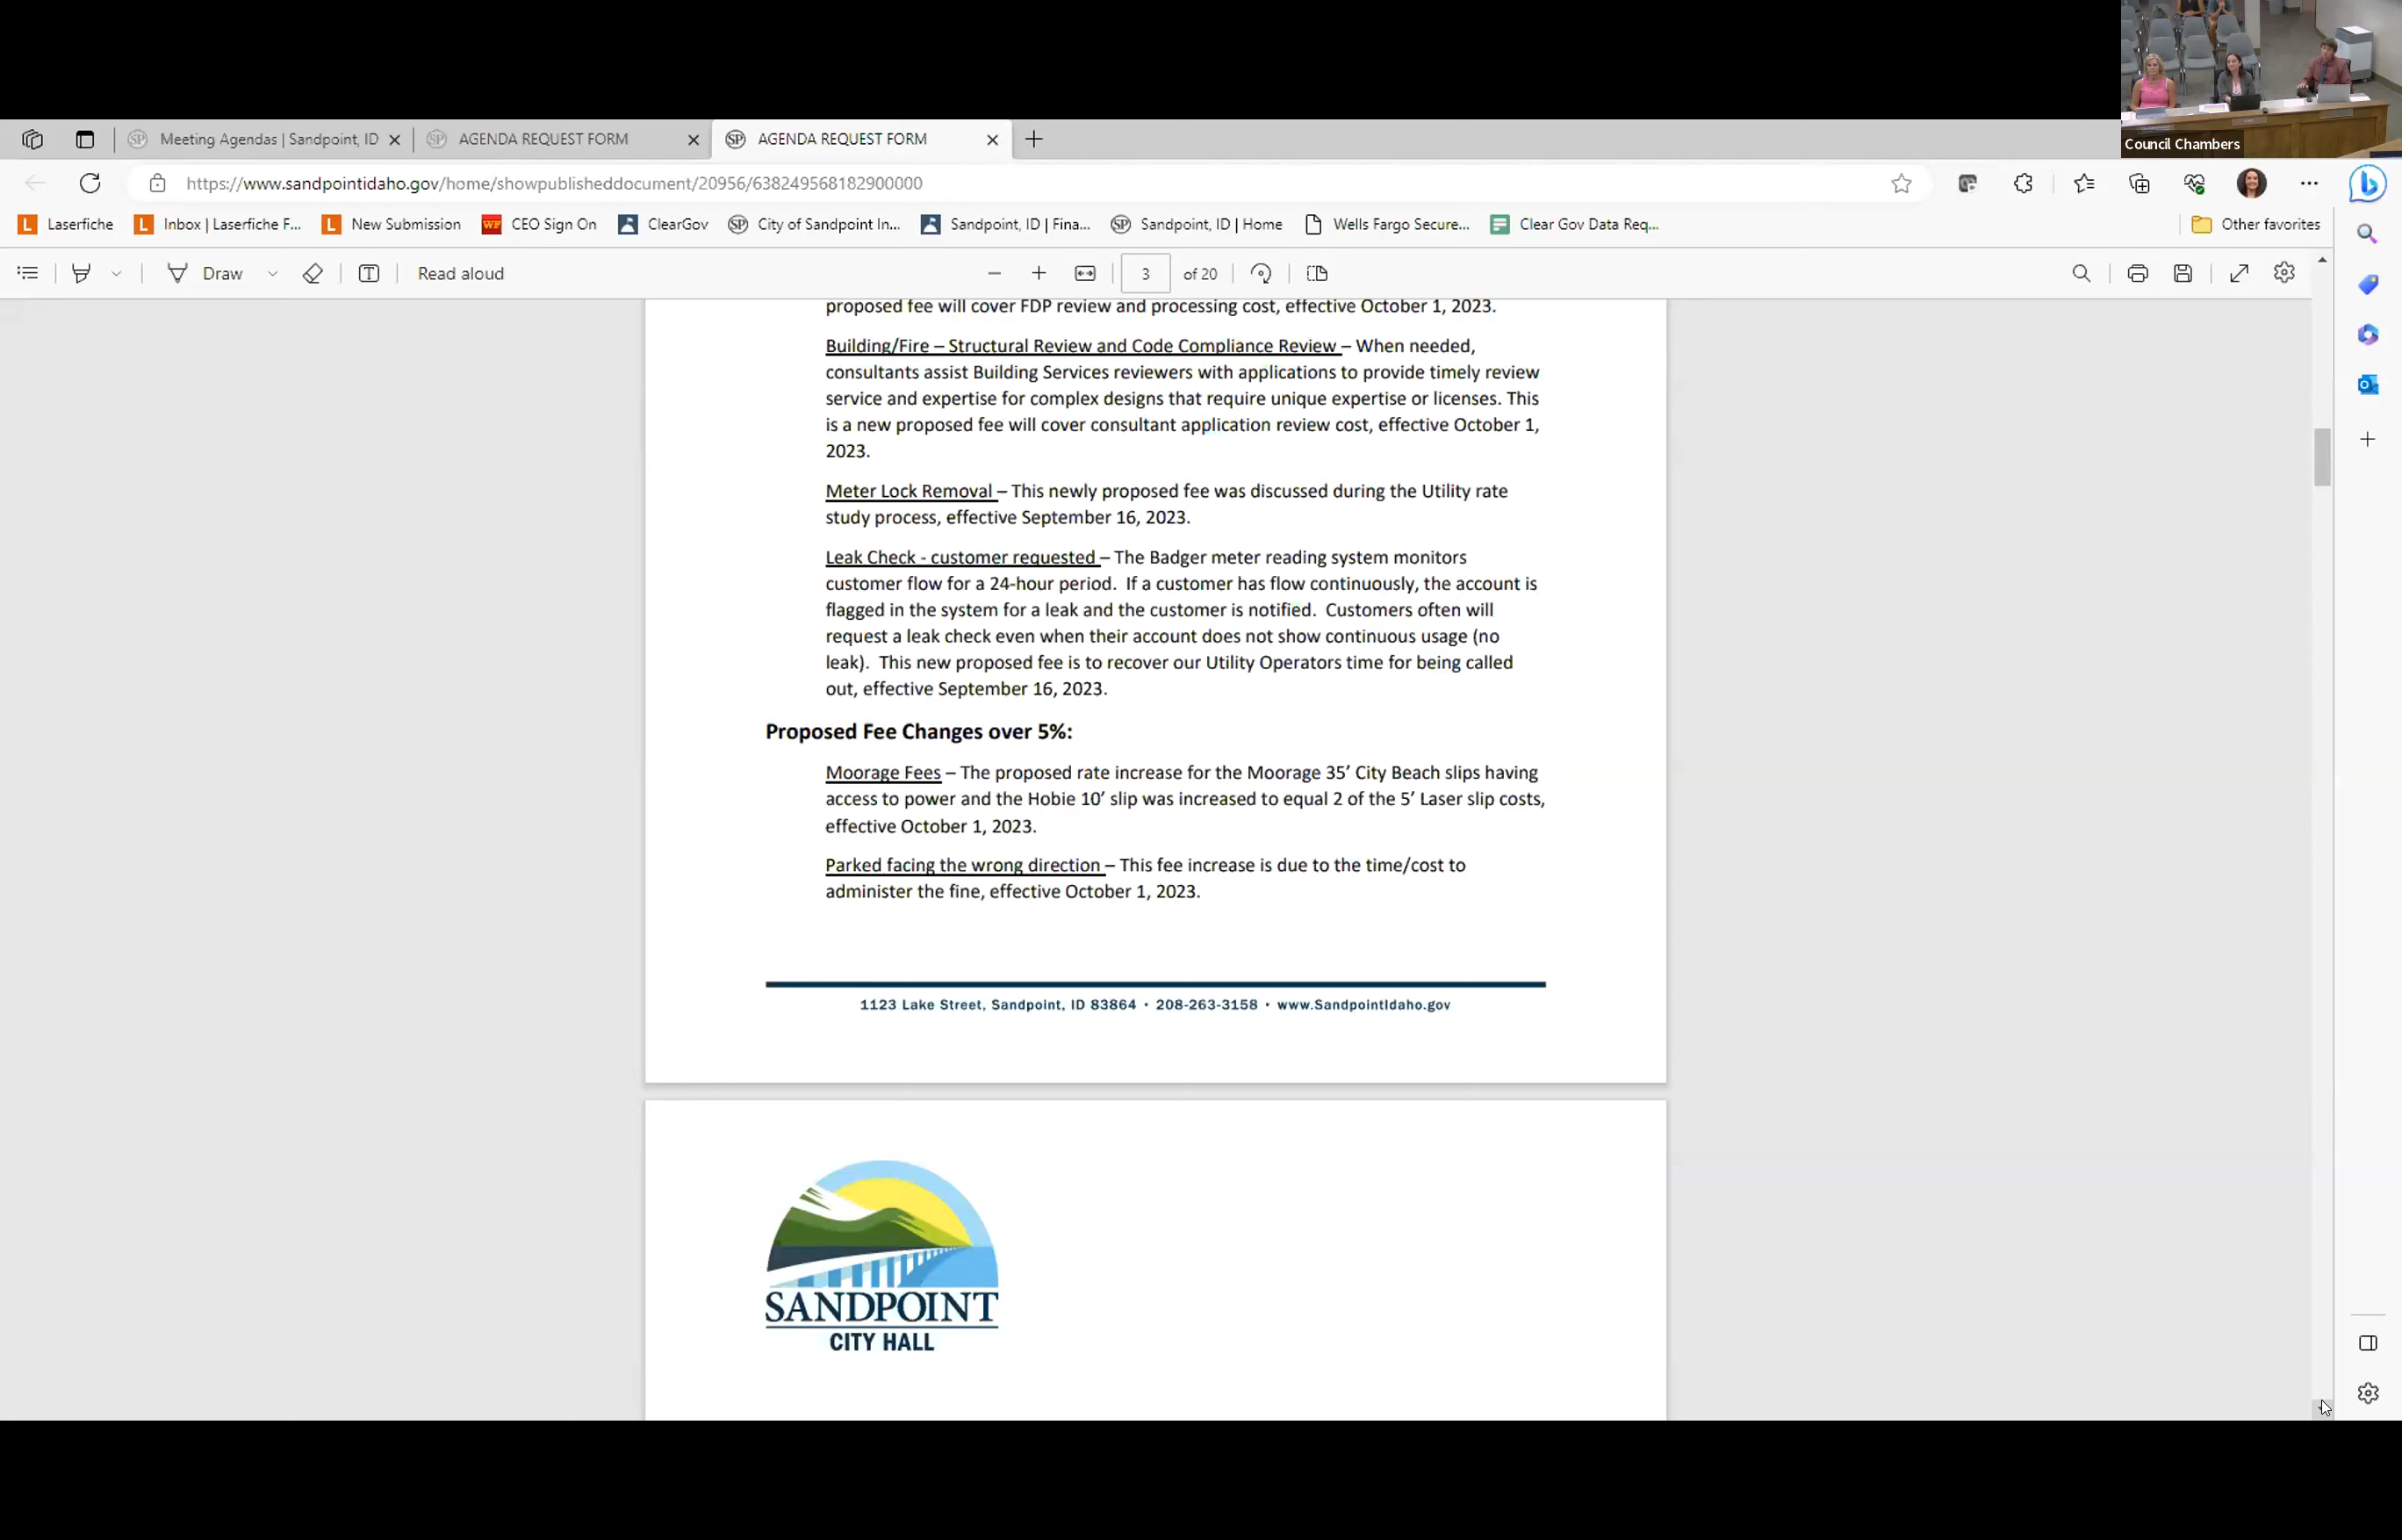 Council Chambers
Meeting Agendas | Sandpoint, ID
AGENDA REQUEST FORM
AGENDA REQUEST FORM
https://www.sandpointidaho.gov/home/showpublisheddocument/20956/638249568182900000
Laserfiche
Inbox | Laserfiche F...
New Submission
CEO Sign On
ClearGov
City of Sandpoint In...
Sandpoint, ID | Fina...
Sandpoint, ID | Home
Wells Fargo Secure...
Clear Gov Data Req...
Other favorites
Draw
Read aloud
3 of 20
proposed fee will cover FDP review and processing cost, effective October 1, 2023.
Building/Fire – Structural Review and Code Compliance Review – When needed,
consultants assist Building Services reviewers with applications to provide timely review
service and expertise for complex designs that require unique expertise or licenses. This
is a new proposed fee will cover consultant application review cost, effective October 1,
2023.
Meter Lock Removal – This newly proposed fee was discussed during the Utility rate
study process, effective September 16, 2023.
Leak Check - customer requested – The Badger meter reading system monitors
customer flow for a 24-hour period. If a customer has flow continuously, the account is
flagged in the system for a leak and the customer is notified. Customers often will
request a leak check even when their account does not show continuous usage (no
leak). This new proposed fee is to recover our Utility Operators time for being called
out, effective September 16, 2023.
Proposed Fee Changes over 5%:
Moorage Fees – The proposed rate increase for the Moorage 35’ City Beach slips having
access to power and the Hobie 10’ slip was increased to equal 2 of the 5’ Laser slip costs,
effective October 1, 2023.
Parked facing the wrong direction – This fee increase is due to the time/cost to
administer the fine, effective October 1, 2023.
1123 Lake Street, Sandpoint, ID 83864 • 208-263-3158 • www.SandpointIdaho.gov
SANDPOINT
CITY HALL